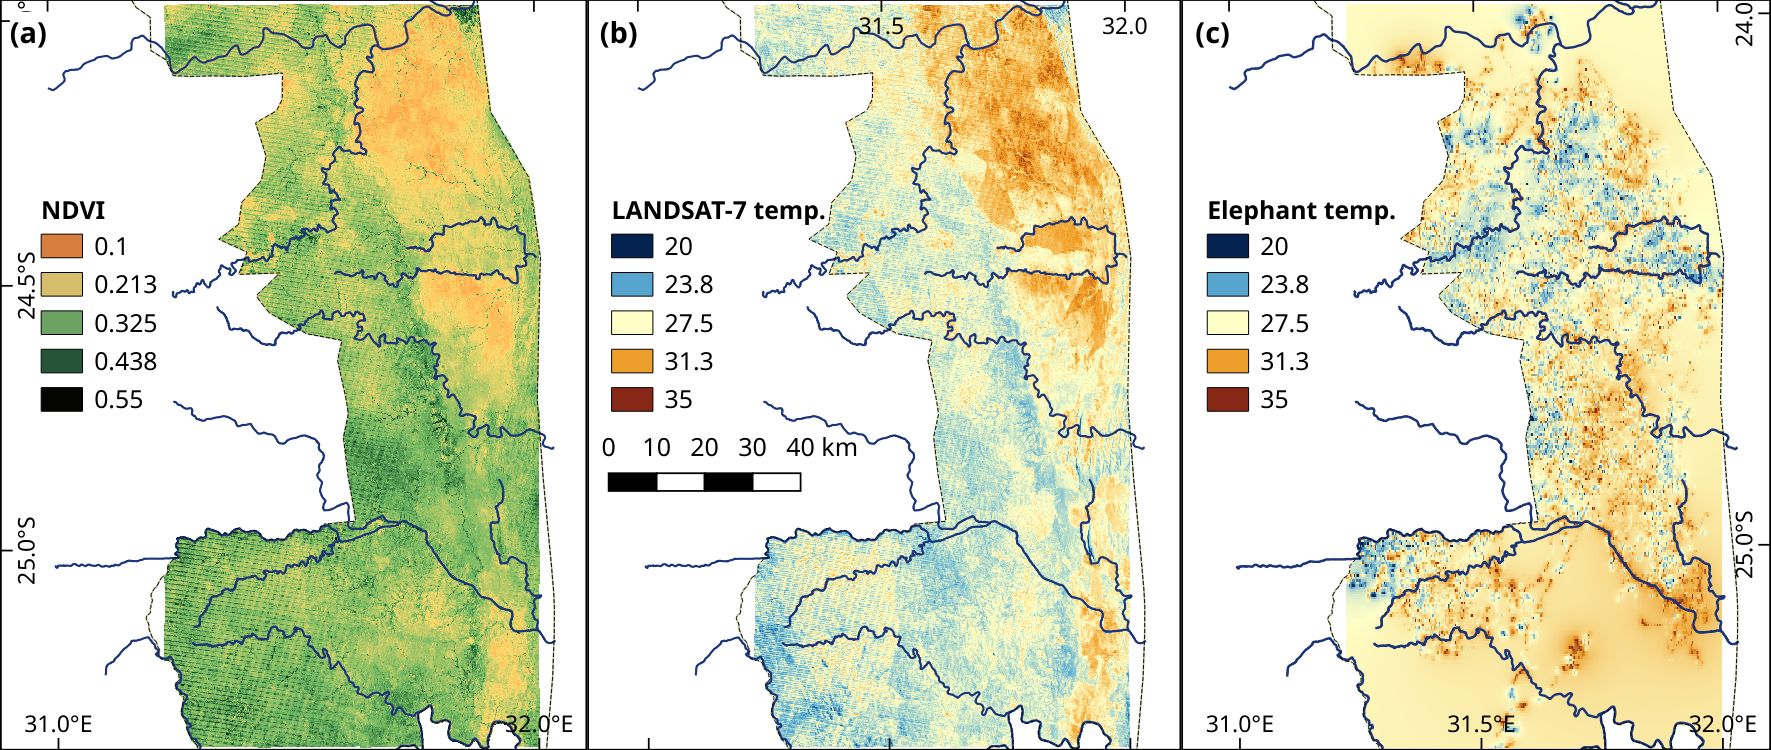 (a)
NDVI
0.1
0.213
0.325
0.438
0.55
24.5°S
25.0°S
31.0°E
32.0°E
(b)
31.5
32.0
LANDSAT-7 temp.
20
23.8
27.5
31.3
35
0 10 20 30 40 km
(c)
24.0
Elephant temp.
20
23.8
27.5
31.3
35
25.0°S
31.0°E
31.5°E
32.0°E